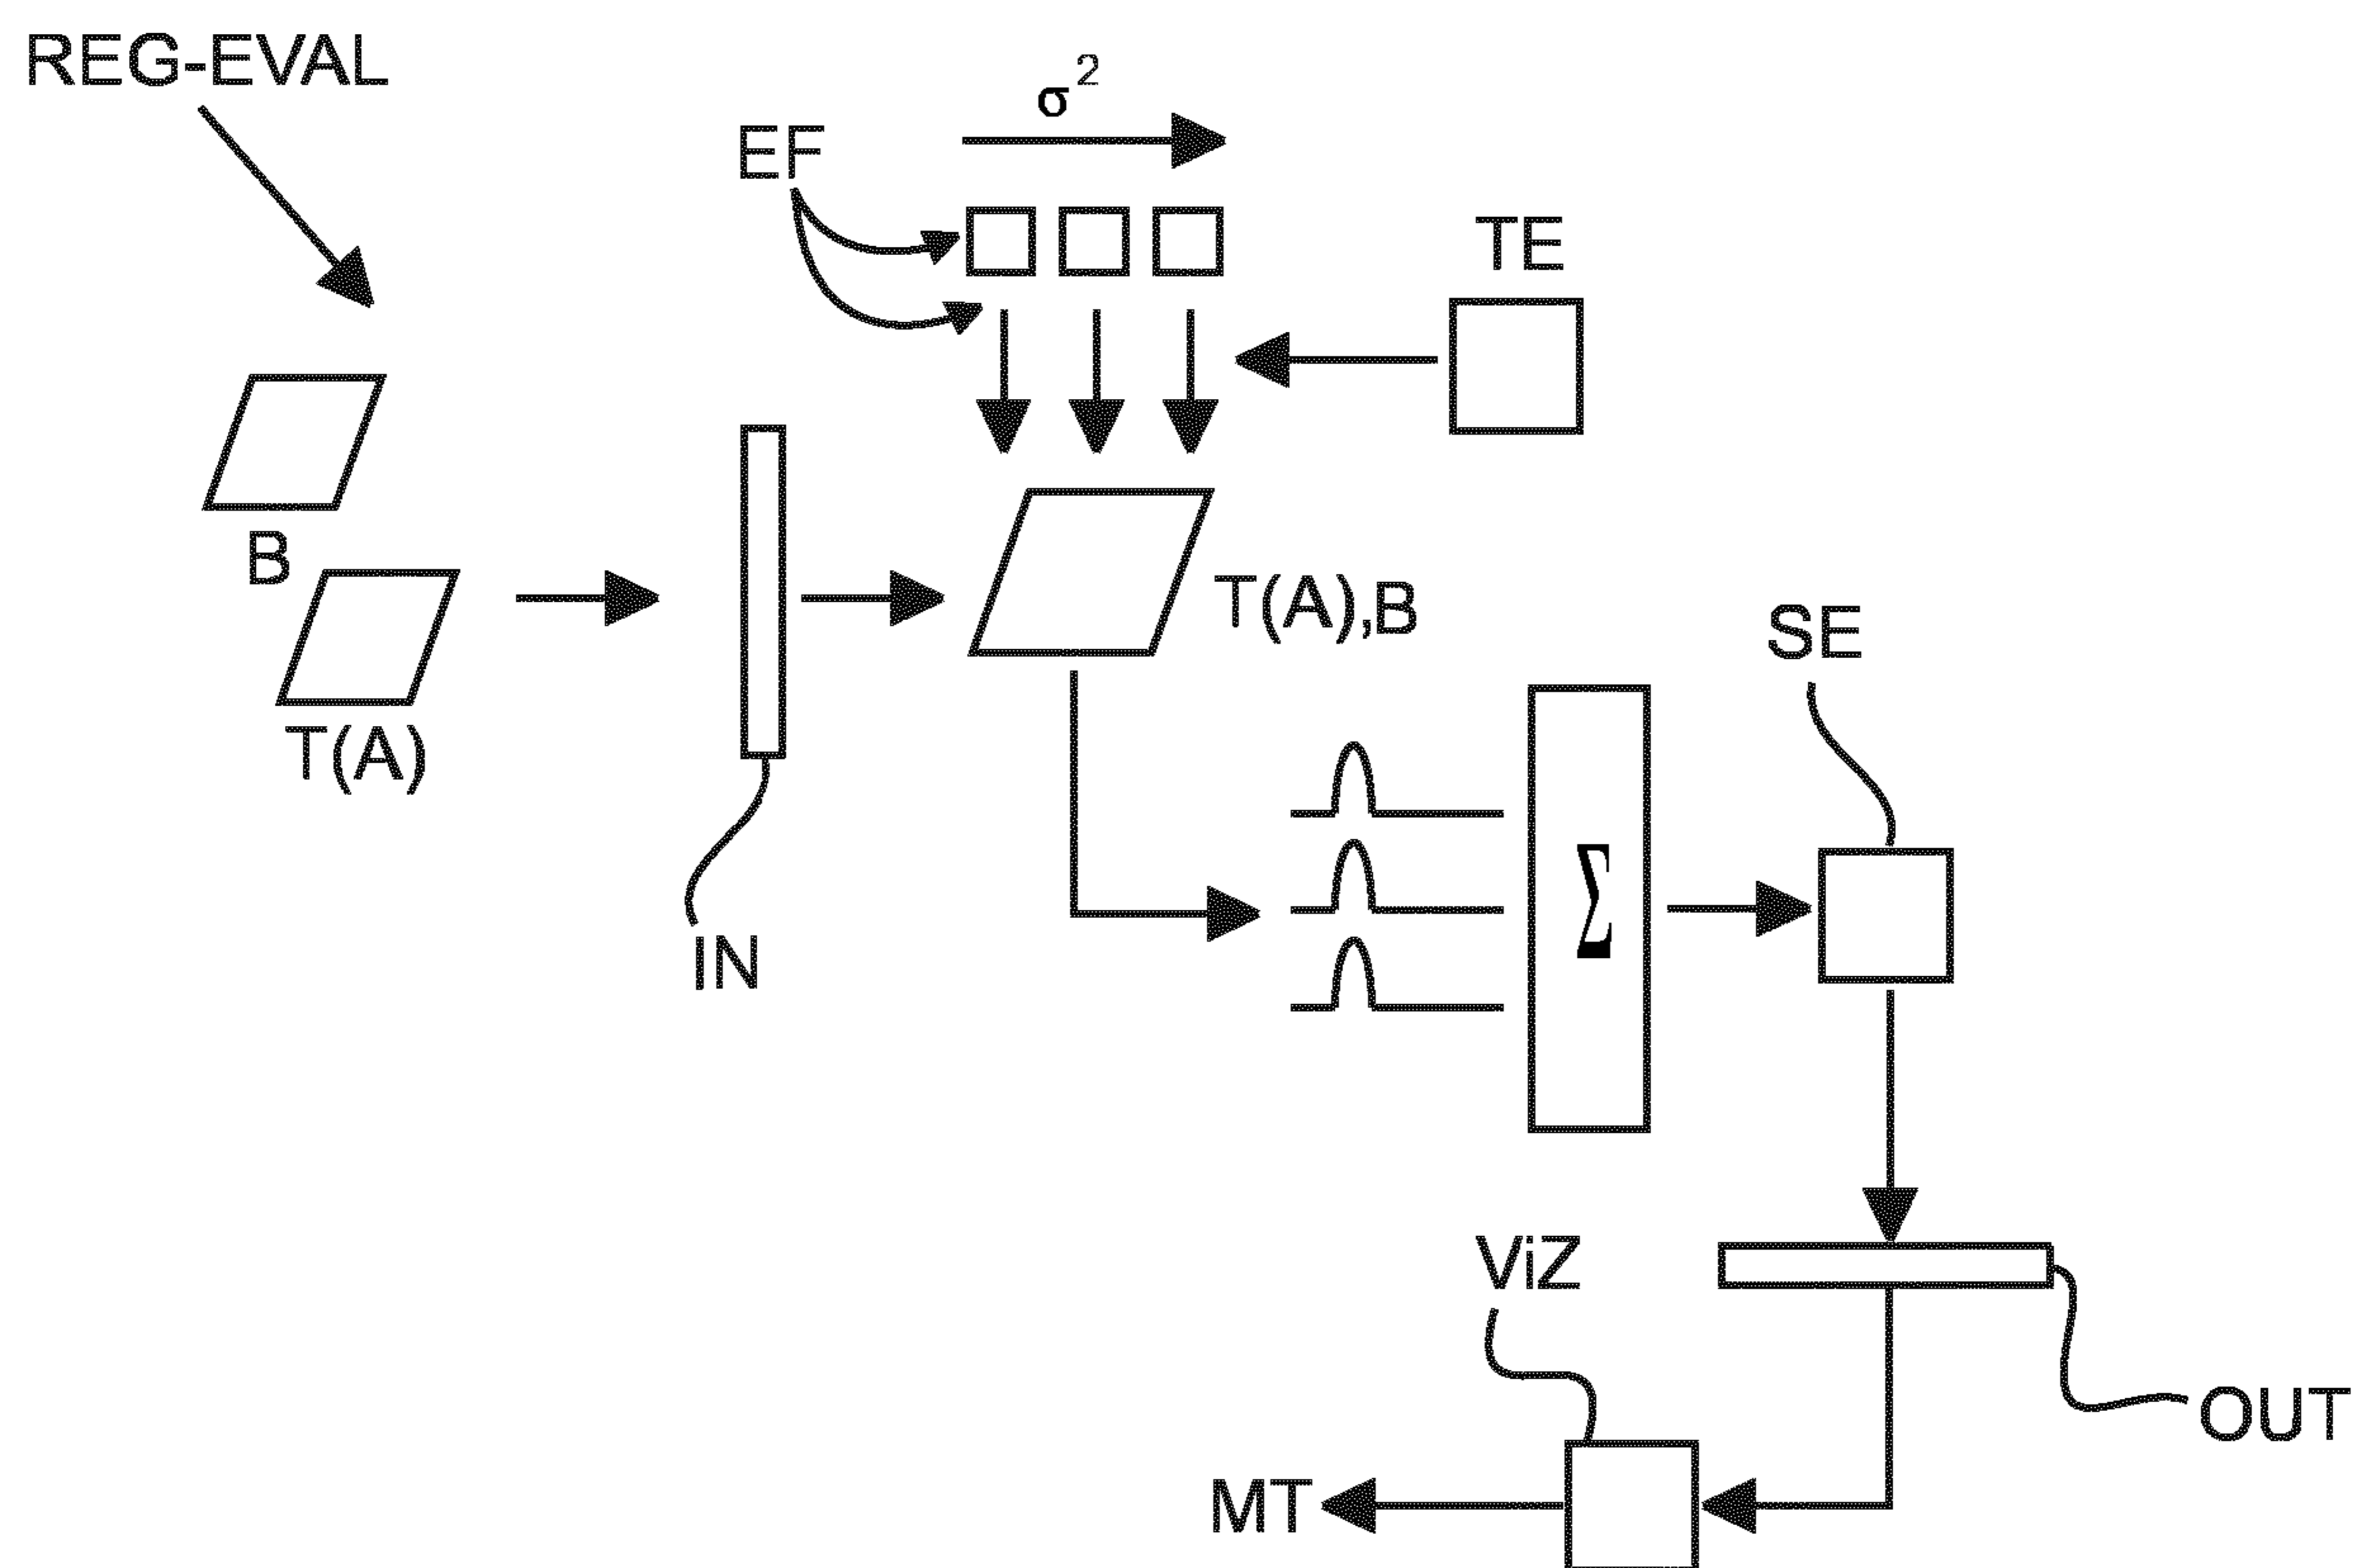 REG-EVAL
σ²
EF
TE
B
T(A),B
SE
T(A)
Σ
IN
ViZ
OUT
MT